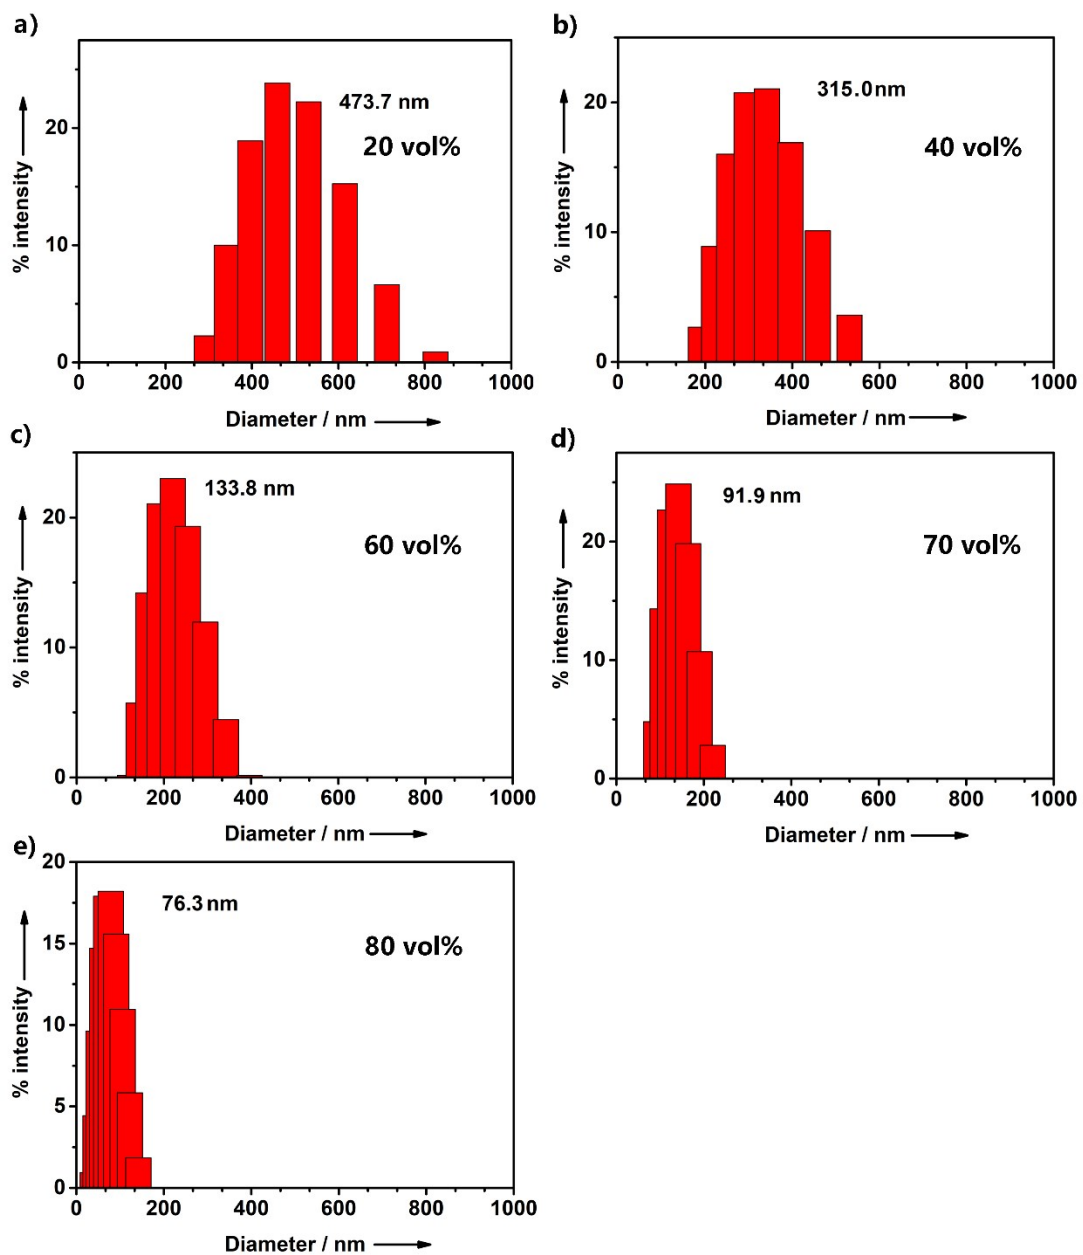 a)
% intensity
20
10
0
473.7 nm
20 vol%
0 200 400 600 800 1000
Diameter / nm
b)
% intensity
20
10
0
315.0 nm
40 vol%
0 200 400 600 800 1000
Diameter / nm
c)
% intensity
20
10
0
133.8 nm
60 vol%
0 200 400 600 800 1000
Diameter / nm
d)
% intensity
20
10
0
91.9 nm
70 vol%
0 200 400 600 800 1000
Diameter / nm
e)
% intensity
20
15
10
5
0
76.3 nm
80 vol%
0 200 400 600 800 1000
Diameter / nm